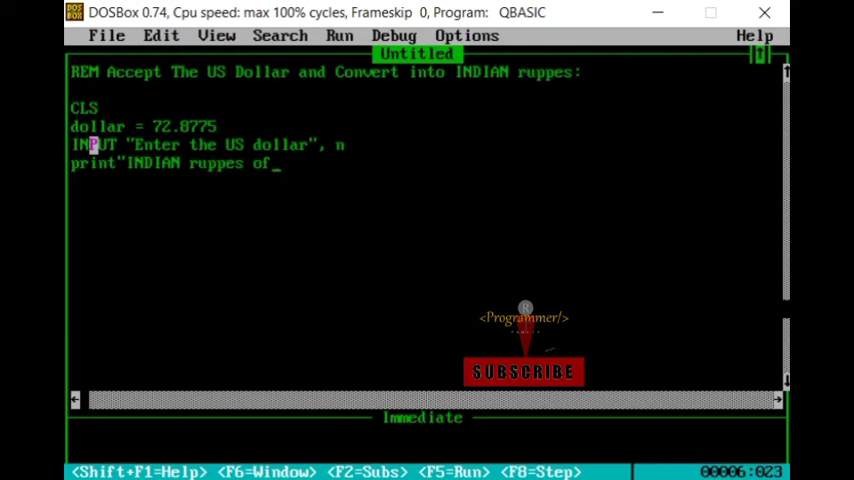 DOSBox 0.74, Cpu speed: max 100% cycles, Frameskip 0, Program: QBASIC
File Edit View Search Run Debug Options Help
Untitled
REM Accept The US Dollar and Convert into INDIAN ruppes:
CLS
dollar = 72.8775
INPUT "Enter the US dollar", n
print"INDIAN ruppes of_
R
<Programmer/>
SUBSCRIBE
Immediate
<Shift+F1=Help> <F6=Window> <F2=Subs> <F5=Run> <F8=Step> 00006:023